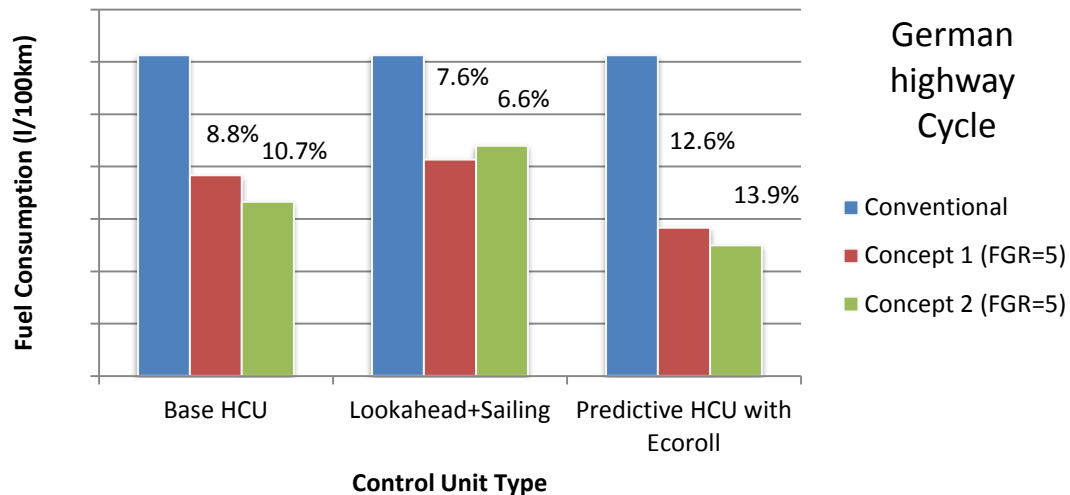 Fuel Consumption (l/100km)
8.8%
10.7%
7.6%
6.6%
12.6%
13.9%
Base HCU
Lookahead+Sailing
Predictive HCU with
Ecoroll
Control Unit Type
German
highway
Cycle
Conventional
Concept 1 (FGR=5)
Concept 2 (FGR=5)